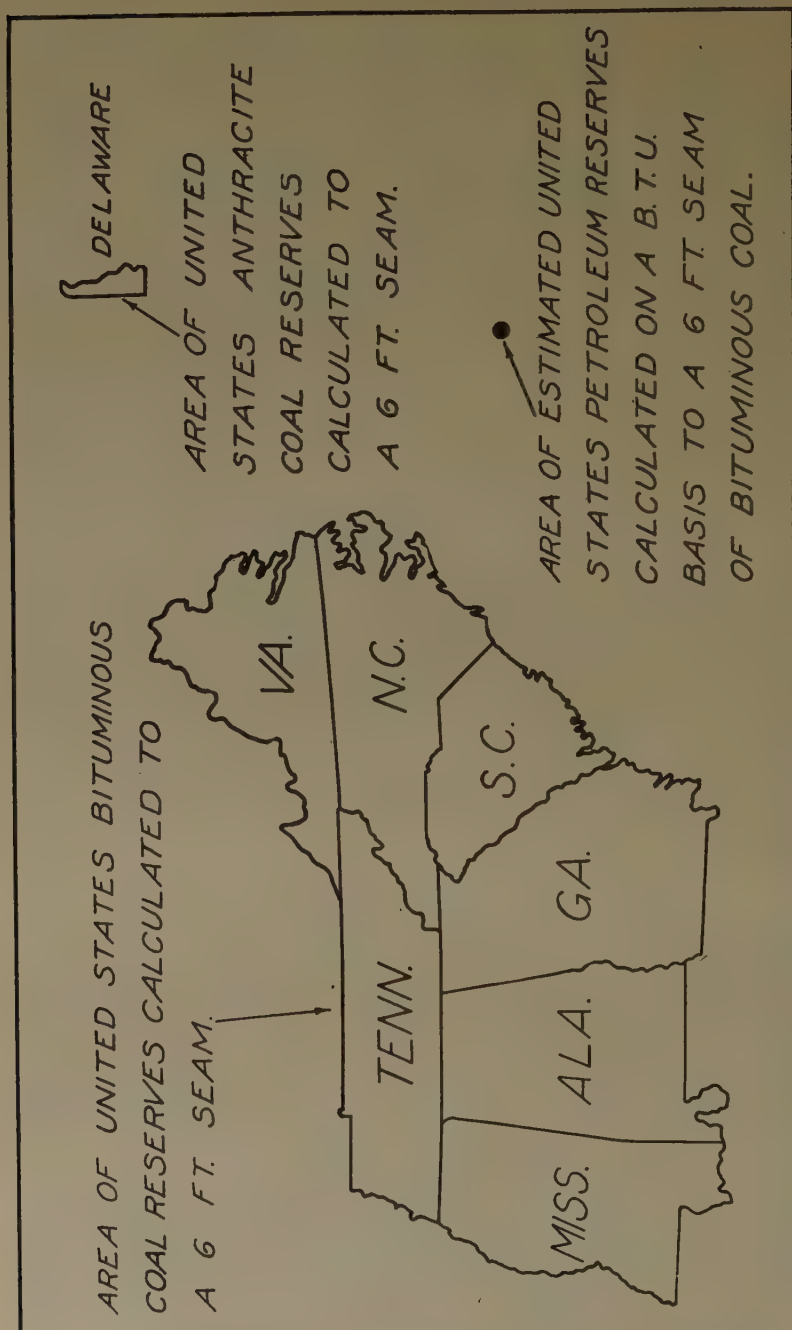 AREA OF UNITED STATES BITUMINOUS
COAL RESERVES CALCULATED TO
A 6 FT. SEAM.
DELAWARE
AREA OF UNITED
STATES ANTHRACITE
COAL RESERVES
CALCULATED TO
A 6 FT. SEAM.
VA.
TENN.
N.C.
S.C.
MISS.
ALA.
GA.
AREA OF ESTIMATED UNITED
STATES PETROLEUM RESERVES
CALCULATED ON A B.T.U.
BASIS TO A 6 FT. SEAM
OF BITUMINOUS COAL.